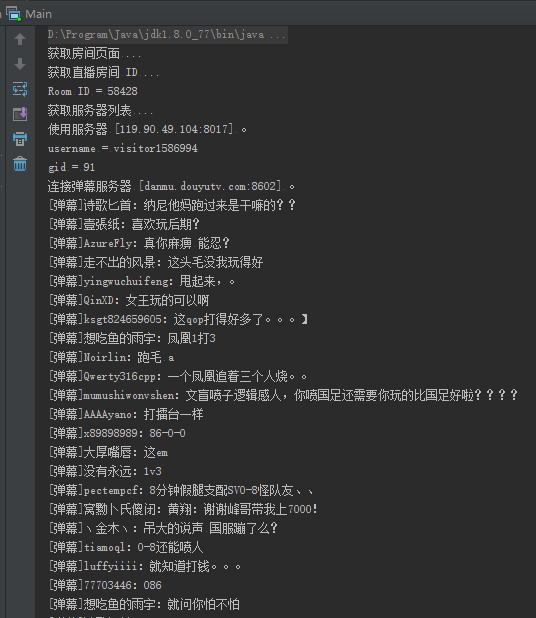 Main
D:\Program\Java\jdk1.8.0_77\bin\java ...
获取房间页面 ...
获取直播房间 ID ...
Room ID = 58428
获取服务器列表 ...
使用服务器 [119.90.49.104:8017] 。
username = visitor1586994
gid = 91
连接弹幕服务器 [danmu.douyutv.com:8602] 。
[弹幕]诗歌匕首: 纳尼他妈跑过来是干嘛的？？
[弹幕]壹張纸: 喜欢玩后期?
[弹幕]AzureFly: 真你麻痹 能忍?
[弹幕]走不出的风景: 这头毛没我玩得好
[弹幕]yingwuchuifeng: 甩起来，。
[弹幕]QinXD: 女王玩的可以啊
[弹幕]ksgt824659605: 这qop打得好多了。。。】
[弹幕]想吃鱼的雨宇: 凤凰1打3
[弹幕]Noirlin: 跑毛 a
[弹幕]Qwerty316cpp: 一个凤凰追着三个人烧。。
[弹幕]mumushiwonvshen: 文盲喷子逻辑感人，你喷国足还需要你玩的比国足好啦？？？？
[弹幕]AAAAyano: 打擂台一样
[弹幕]x89898989: 86-0-0
[弹幕]大厚嘴唇: 这em
[弹幕]没有永远: 1v3
[弹幕]pectempcf: 8分钟假腿支配SV0-8怪队友、、
[弹幕]窝覅卜氏傻闭: 黄翔: 谢谢峰哥带我上7000!
[弹幕]丶金木丶: 吊大的说声 国服蹦了么?
[弹幕]tiamoql: 0-8还能喷人
[弹幕]luffyiiii: 就知道打钱。。。
[弹幕]77703446: 086
[弹幕]想吃鱼的雨宇: 就问你怕不怕